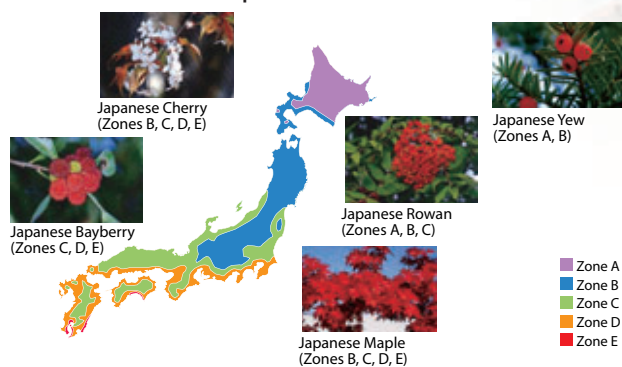 Japanese Cherry
(Zones B, C, D, E)
Japanese Yew
(Zones A, B)
Japanese Bayberry
(Zones C, D, E)
Japanese Rowan
(Zones A, B, C)
Japanese Maple
(Zones B, C, D, E)
Zone A
Zone B
Zone C
Zone D
Zone E